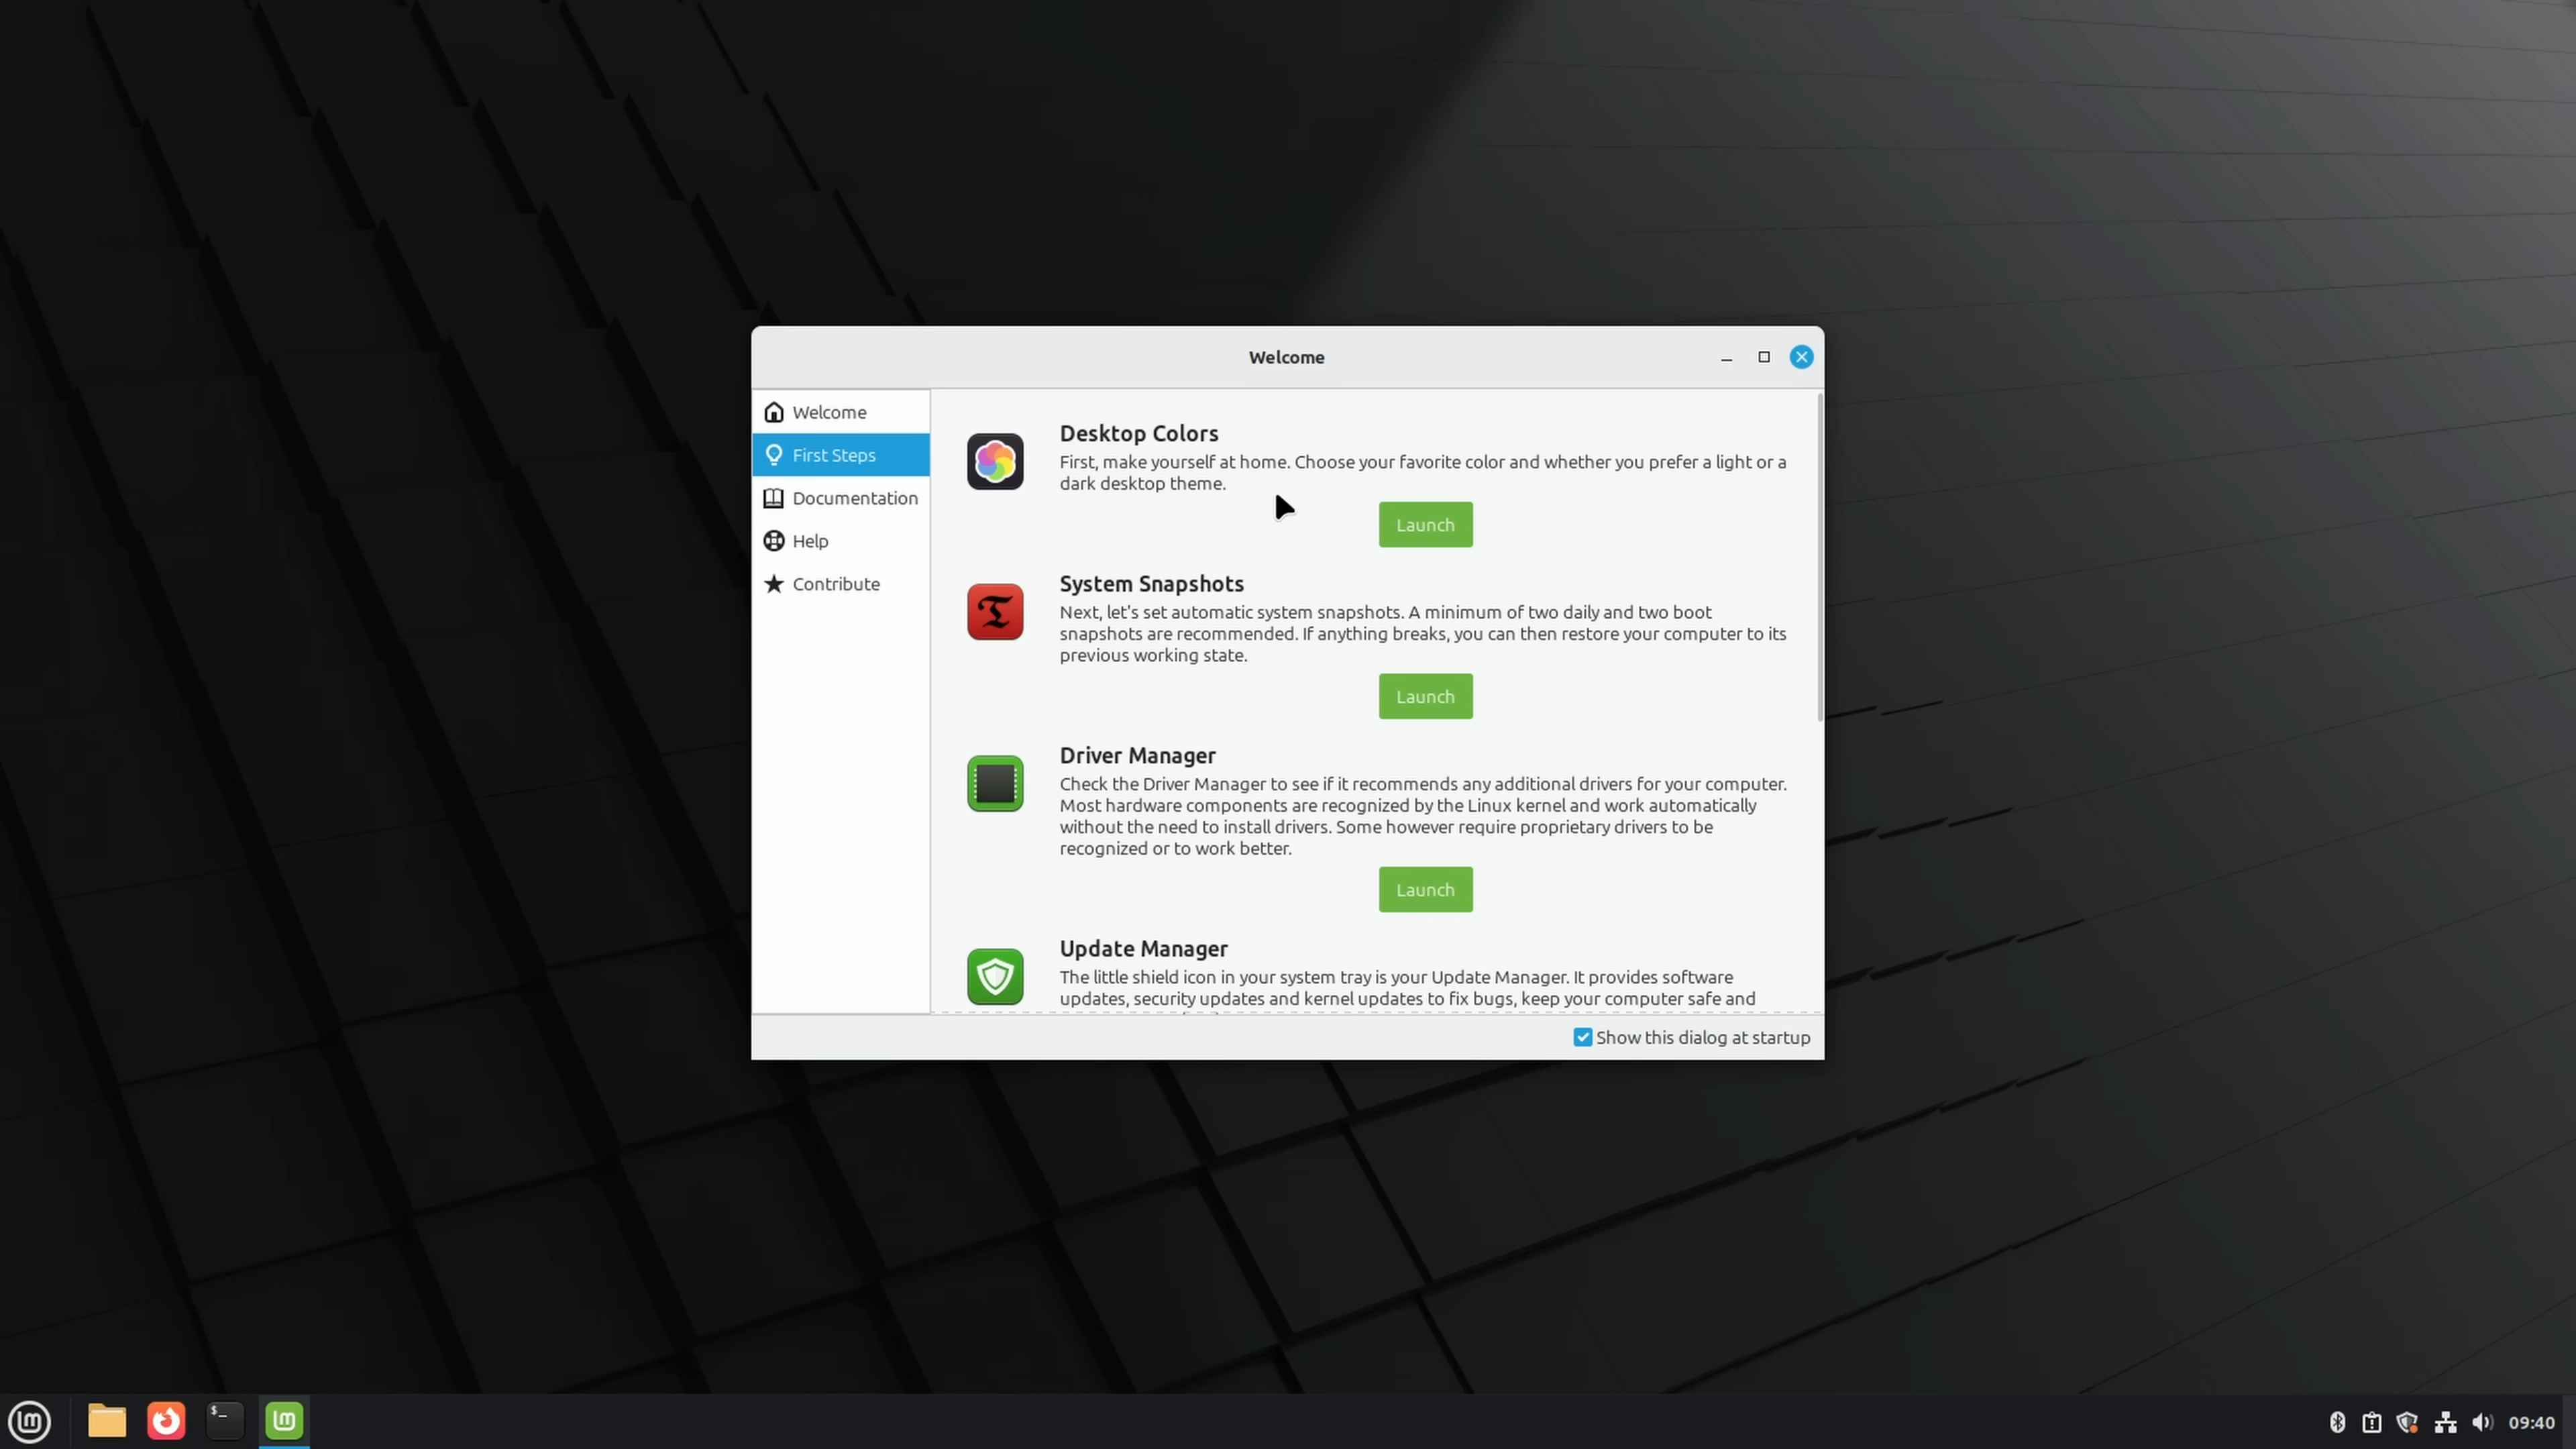 Welcome
Welcome
First Steps
Documentation
Help
Contribute
Desktop Colors
First, make yourself at home. Choose your favorite color and whether you prefer a light or a
dark desktop theme.
Launch
System Snapshots
Next, let's set automatic system snapshots. A minimum of two daily and two boot
snapshots are recommended. If anything breaks, you can then restore your computer to its
previous working state.
Launch
Driver Manager
Check the Driver Manager to see if it recommends any additional drivers for your computer.
Most hardware components are recognized by the Linux kernel and work automatically
without the need to install drivers. Some however require proprietary drivers to be
recognized or to work better.
Launch
Update Manager
The little shield icon in your system tray is your Update Manager. It provides software
updates, security updates and kernel updates to fix bugs, keep your computer safe and
Show this dialog at startup
$_
09:40